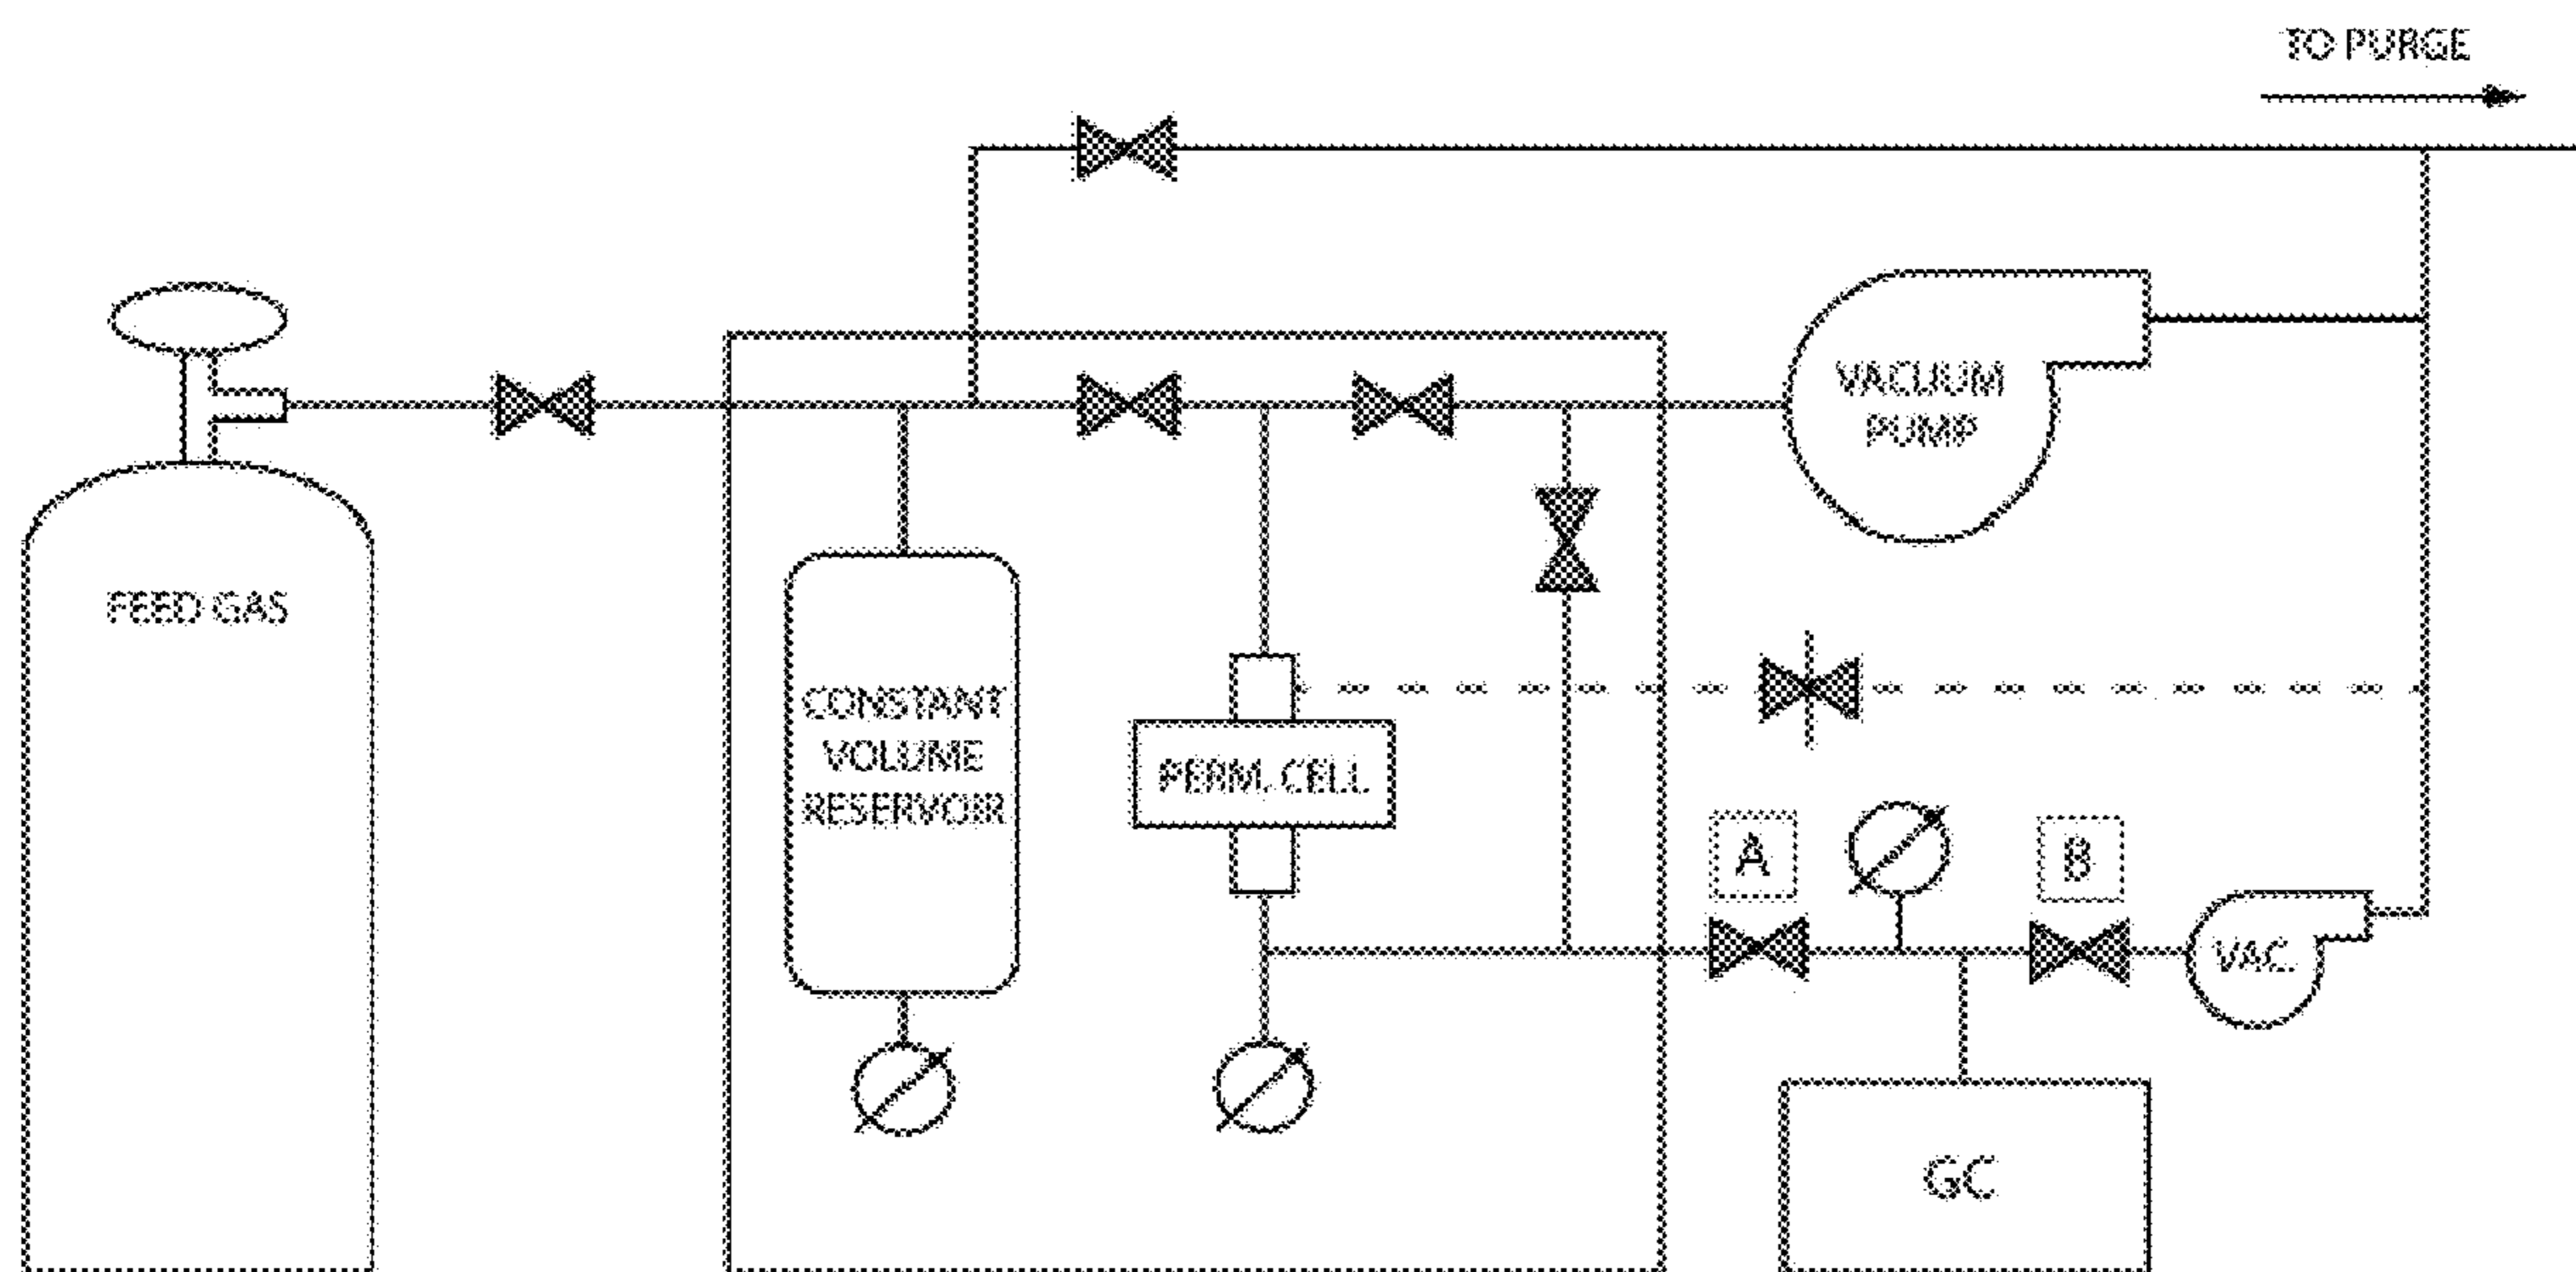 TO PURGE
VACUUM
PUMP
FEED GAS
CONSTANT
VOLUME
RESERVOIR
PERM. CELL
A
B
VAC.
GC